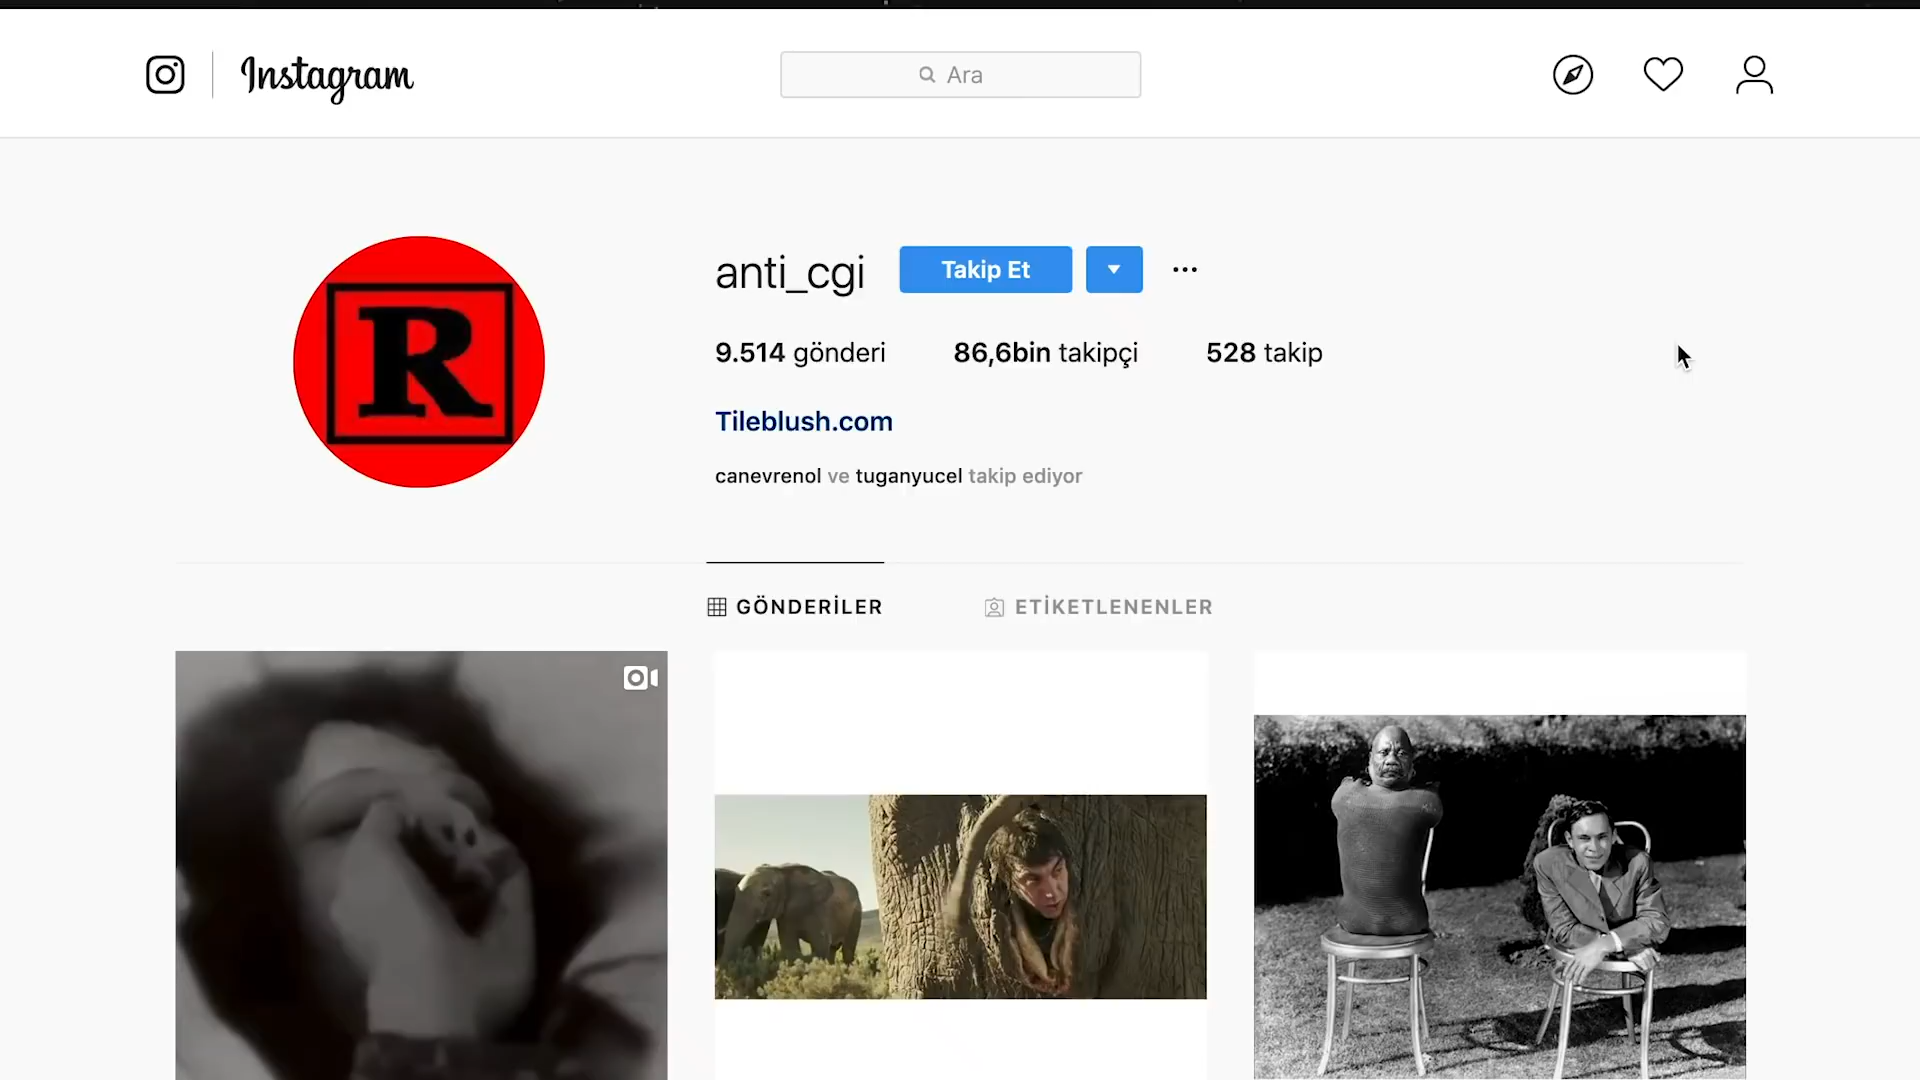 Instagram
Ara
R
anti_cgi
Takip Et
9.514 gönderi 86,6bin takipçi 528 takip
Tileblush.com
canevrenol ve tuganyucel takip ediyor
GÖNDERİLER ETİKETLENENLER